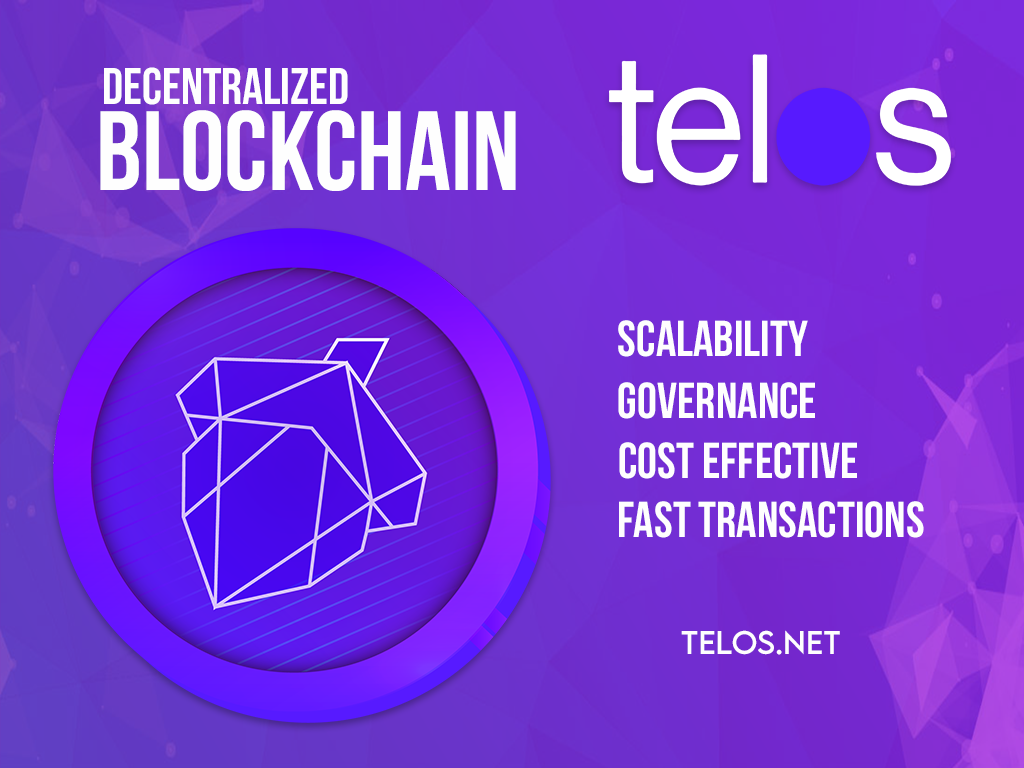 DECENTRALIZED
BLOCKCHAIN
telos
SCALABILITY
GOVERNANCE
COST EFFECTIVE
FAST TRANSACTIONS
TELOS.NET